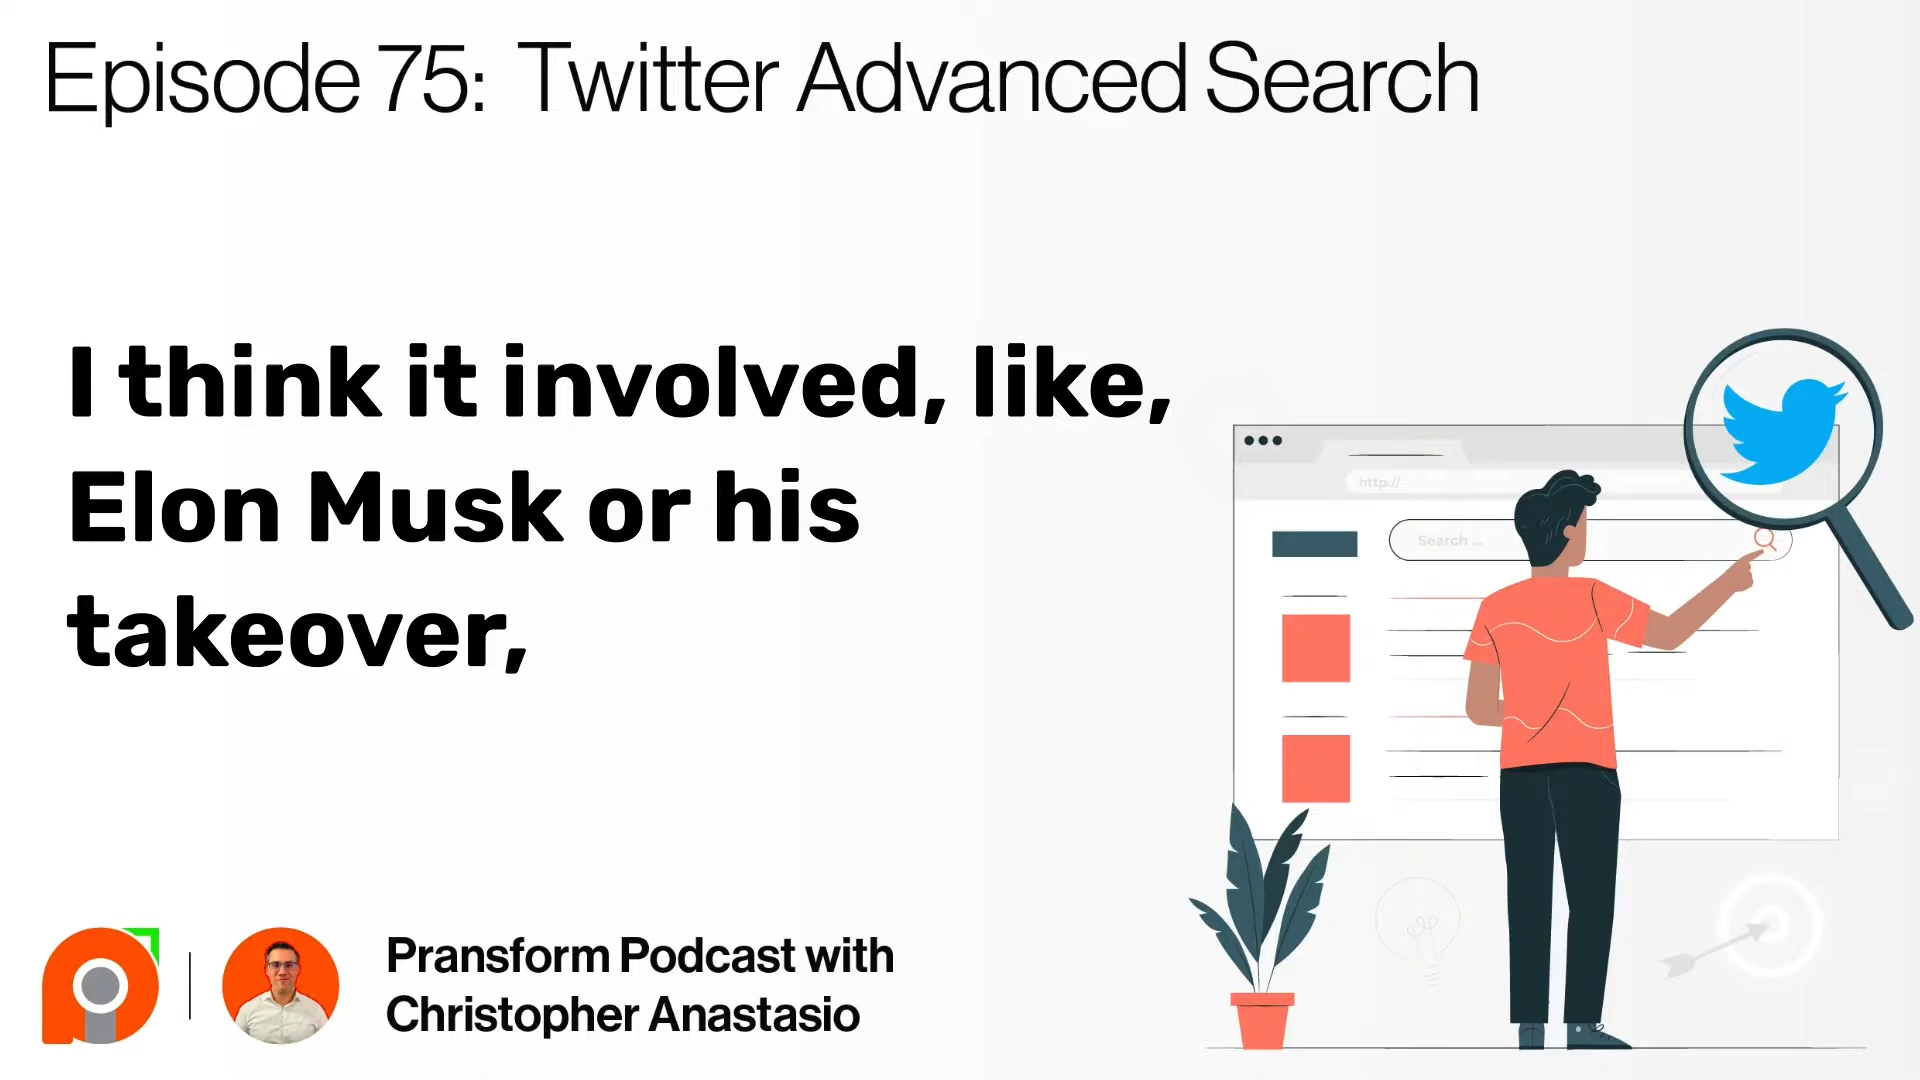 Episode 75: Twitter Advanced Search
I think it involved, like,
Elon Musk or his
takeover,
http://
Search ...
Pransform Podcast with
Christopher Anastasio